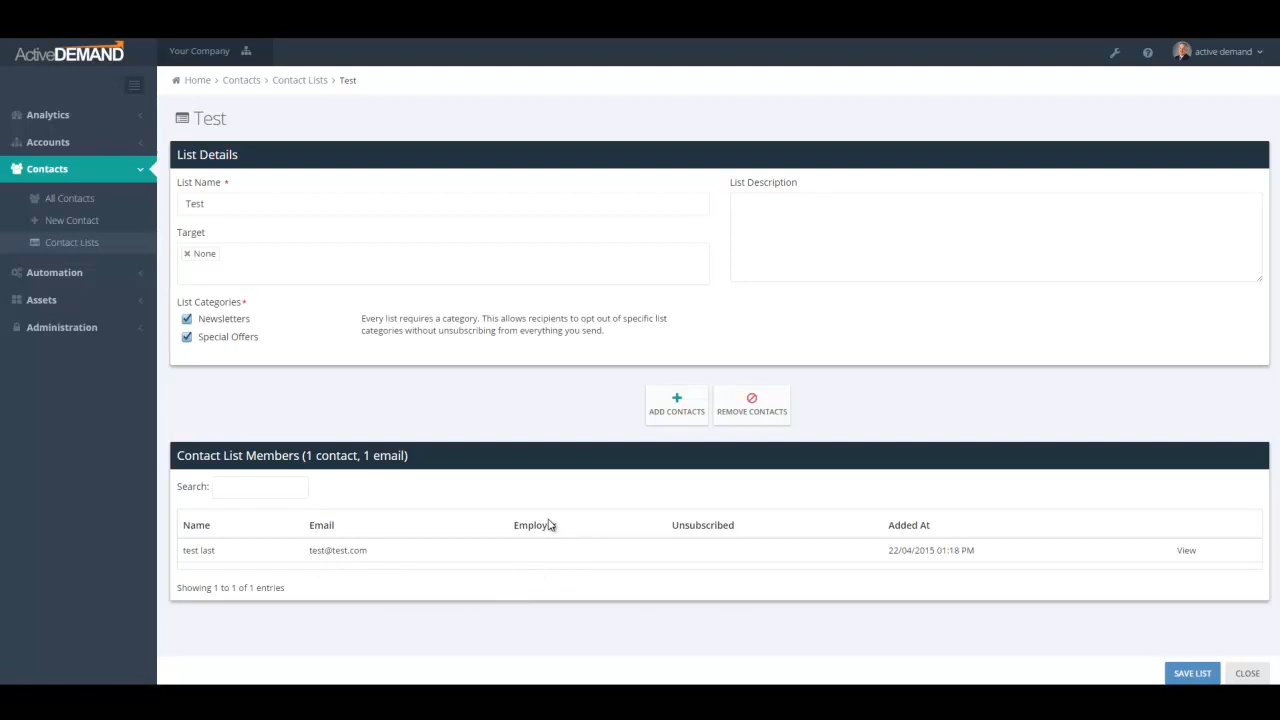 ActiveDEMAND
Your Company
active demand
Home > Contacts > Contact Lists > Test
Analytics
Accounts
Contacts
All Contacts
New Contact
Contact Lists
Automation
Assets
Administration
Test
List Details
List Name *
Test
List Description
Target
× None
List Categories*
Newsletters
Special Offers
Every list requires a category. This allows recipients to opt out of specific list
categories without unsubscribing from everything you send.
ADD CONTACTS
REMOVE CONTACTS
Contact List Members (1 contact, 1 email)
Search:
Name Email Unsubscribed Added At
test last test@test.com 22/04/2015 01:18 PM View
Showing 1 to 1 of 1 entries
SAVE LIST
CLOSE